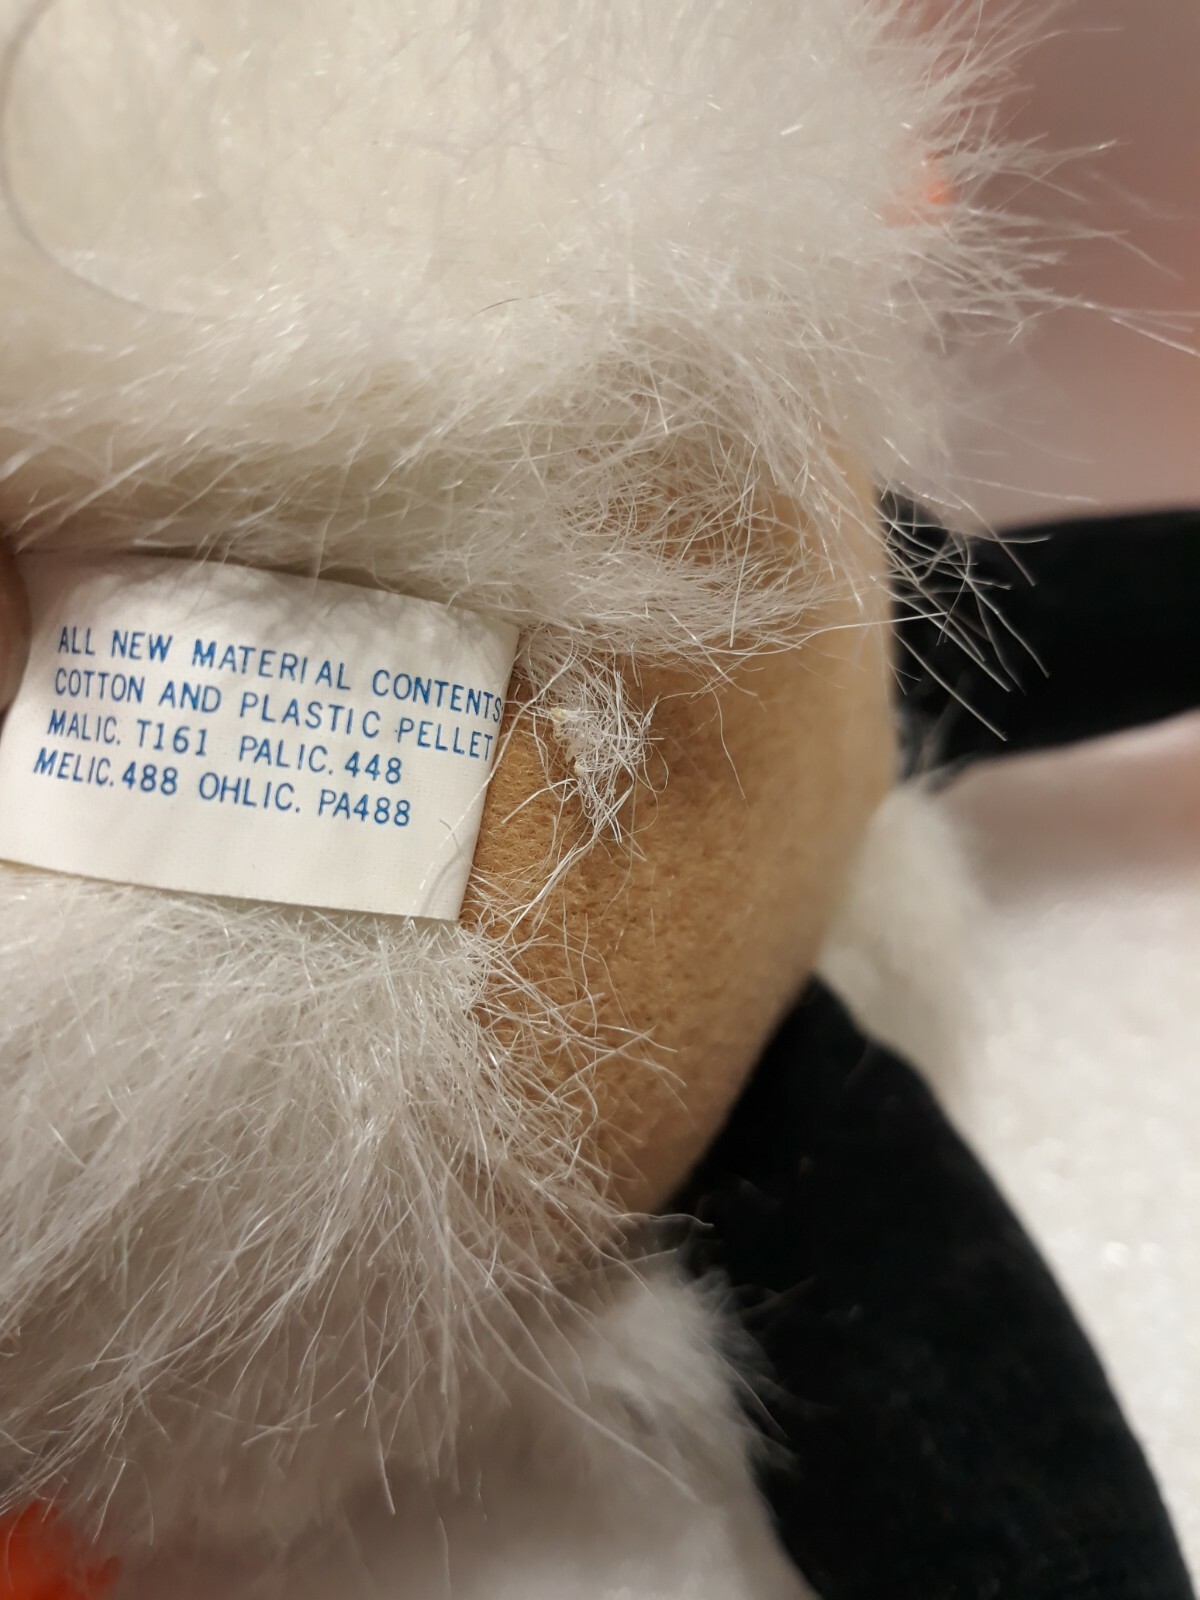 ALL NEW MATERIAL CONTENTS
COTTON AND PLASTIC PELLET
MALIC. T161 PALIC. 448
MELIC. 488 OHLIC. PA488